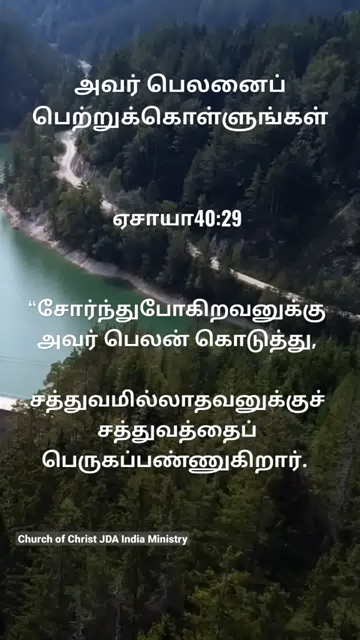 அவர் பெலனைப்
பெற்றுக்கொள்ளுங்கள்
ஏசாயா40:29
“சோர்ந்துபோகிறவனுக்கு
அவர் பெலன் கொடுத்து,
சத்துவமில்லாதவனுக்குச்
சத்துவத்தைப்
பெருகப்பண்ணுகிறார்.
Church of Christ JDA India Ministry